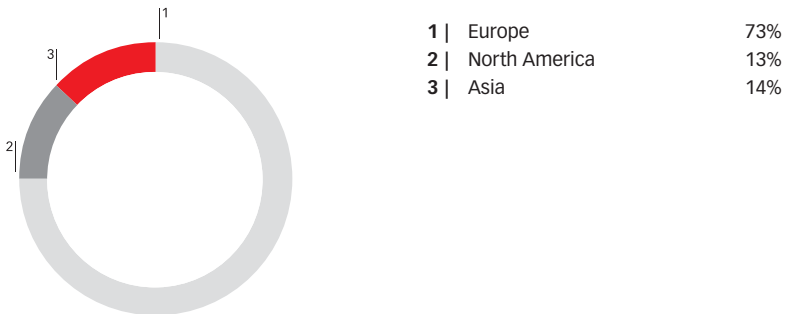 1
3
2
1 | Europe 73%
2 | North America 13%
3 | Asia 14%